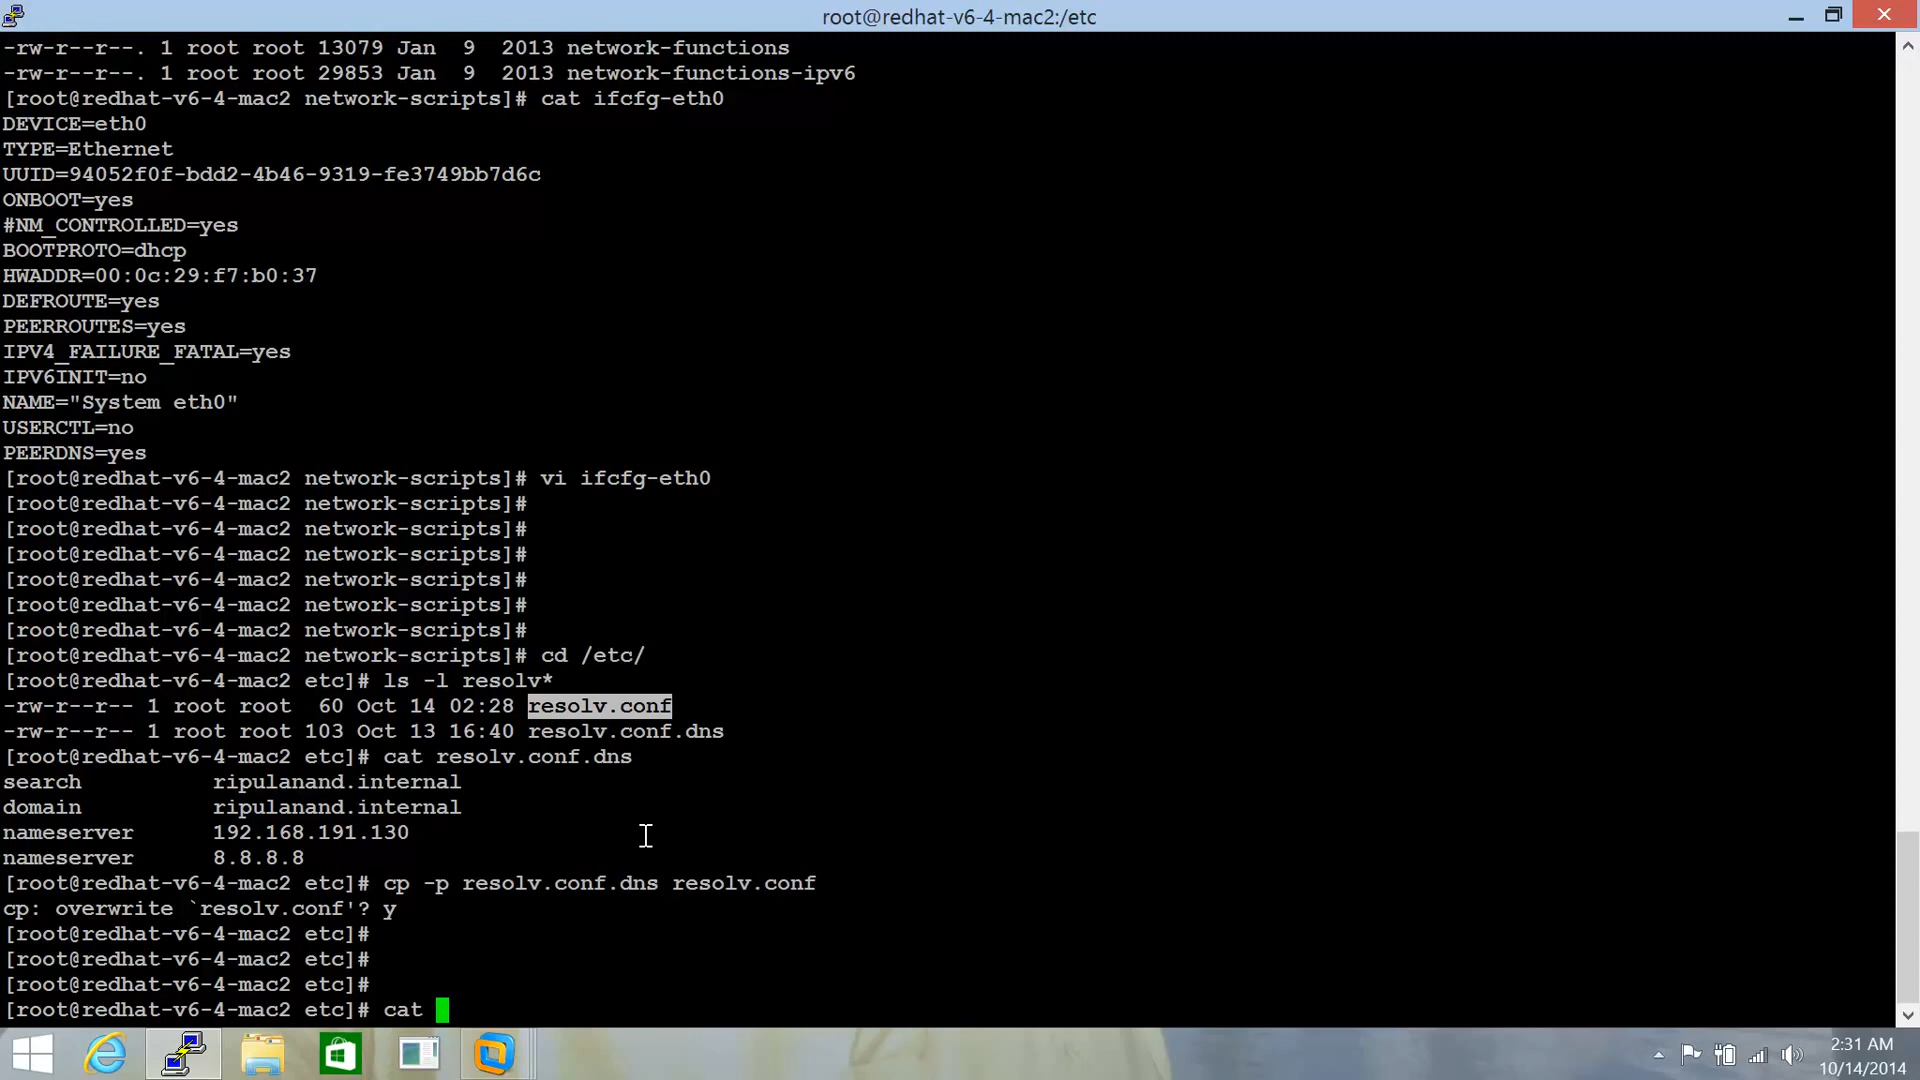 root@redhat-v6-4-mac2:/etc
-rw-r--r--. 1 root root 13079 Jan  9  2013 network-functions
-rw-r--r--. 1 root root 29853 Jan  9  2013 network-functions-ipv6
[root@redhat-v6-4-mac2 network-scripts]# cat ifcfg-eth0
DEVICE=eth0
TYPE=Ethernet
UUID=94052f0f-bdd2-4b46-9319-fe3749bb7d6c
ONBOOT=yes
#NM_CONTROLLED=yes
BOOTPROTO=dhcp
HWADDR=00:0c:29:f7:b0:37
DEFROUTE=yes
PEERROUTES=yes
IPV4_FAILURE_FATAL=yes
IPV6INIT=no
NAME="System eth0"
USERCTL=no
PEERDNS=yes
[root@redhat-v6-4-mac2 network-scripts]# vi ifcfg-eth0
[root@redhat-v6-4-mac2 network-scripts]#
[root@redhat-v6-4-mac2 network-scripts]#
[root@redhat-v6-4-mac2 network-scripts]#
[root@redhat-v6-4-mac2 network-scripts]#
[root@redhat-v6-4-mac2 network-scripts]#
[root@redhat-v6-4-mac2 network-scripts]#
[root@redhat-v6-4-mac2 network-scripts]# cd /etc/
[root@redhat-v6-4-mac2 etc]# ls -l resolv*
-rw-r--r-- 1 root root  60 Oct 14 02:28 resolv.conf
-rw-r--r-- 1 root root 103 Oct 13 16:40 resolv.conf.dns
[root@redhat-v6-4-mac2 etc]# cat resolv.conf.dns
search          ripulanand.internal
domain          ripulanand.internal
nameserver      192.168.191.130
nameserver      8.8.8.8
[root@redhat-v6-4-mac2 etc]# cp -p resolv.conf.dns resolv.conf
cp: overwrite `resolv.conf'? y
[root@redhat-v6-4-mac2 etc]#
[root@redhat-v6-4-mac2 etc]#
[root@redhat-v6-4-mac2 etc]#
[root@redhat-v6-4-mac2 etc]# cat
2:31 AM
10/14/2014